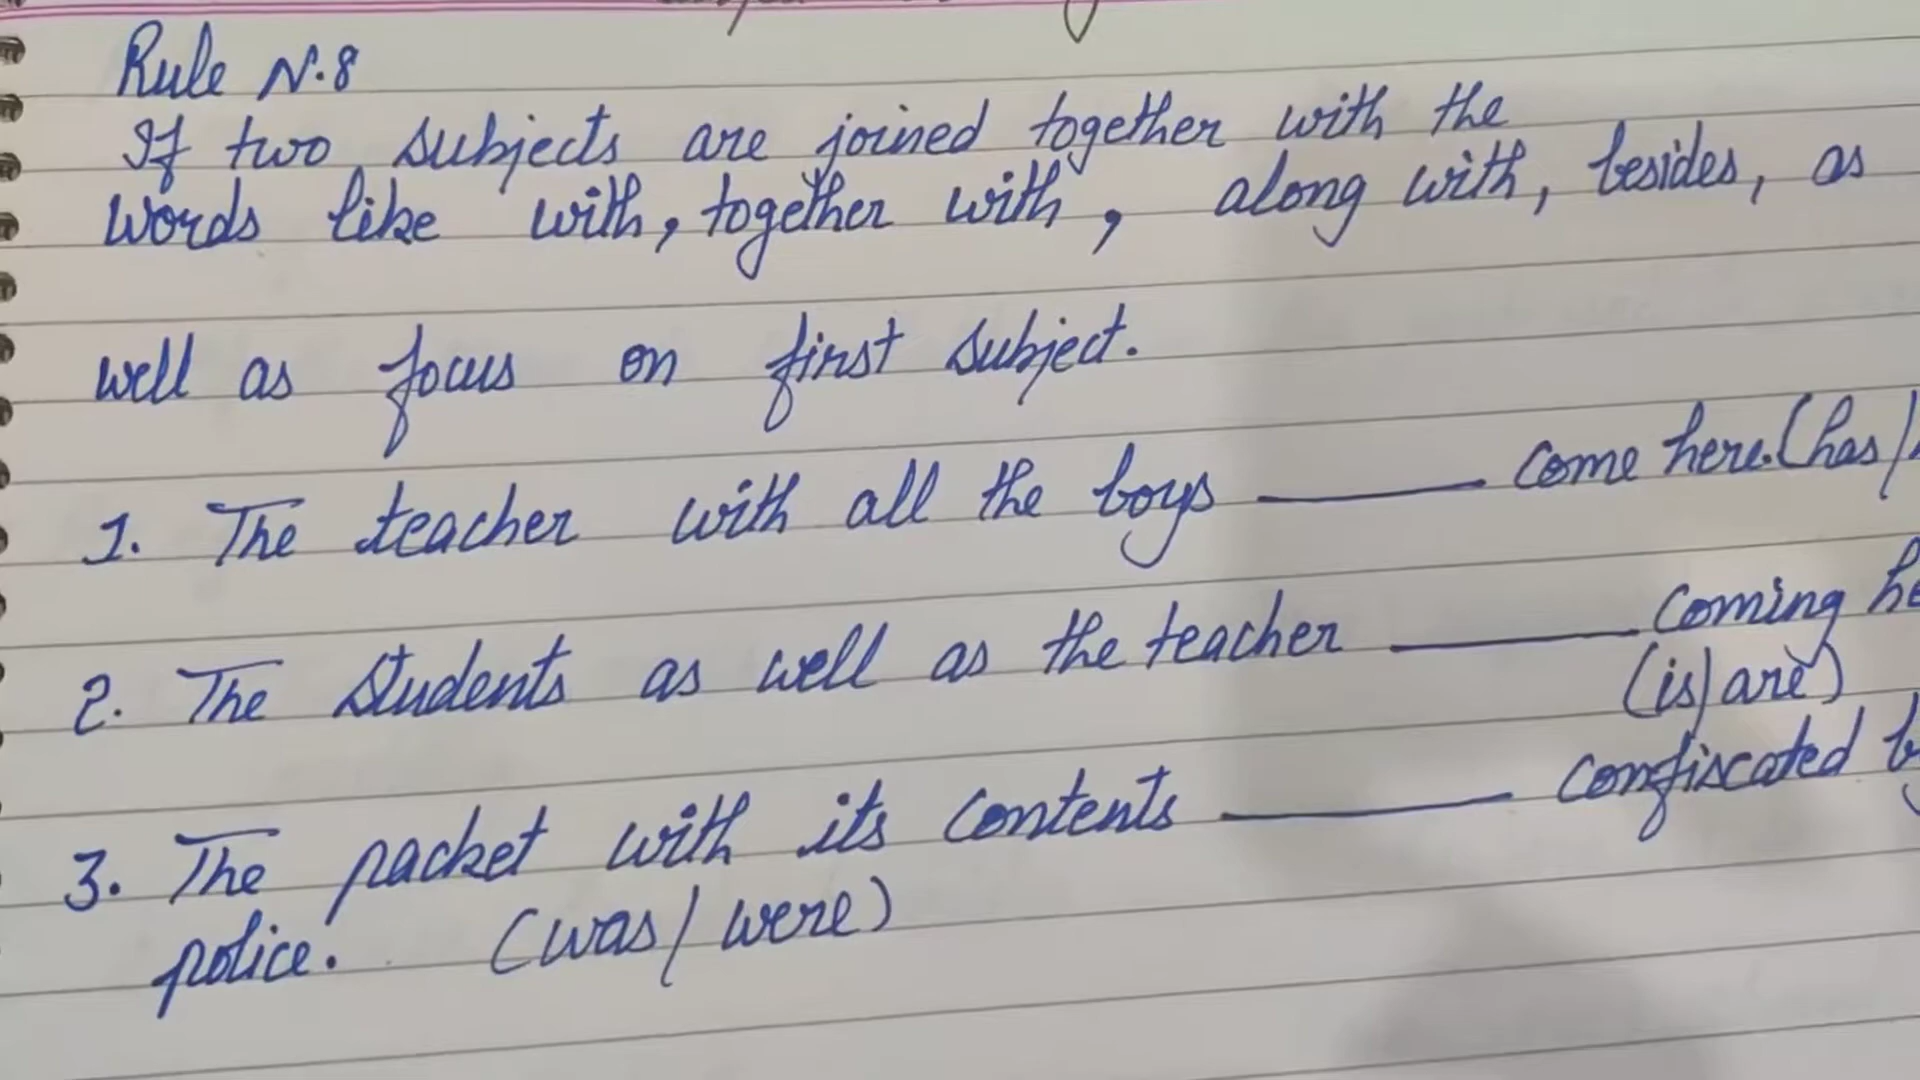 Rule N.8
If two subjects are joined together with the
words like with, together with, along with, besides, as
well as focus on first subject.
1. The teacher with all the boys ______ come here. (has/
2. The students as well as the teacher ______ coming
(is/are)
3. The packet with its contents ______ confiscated
police. (was/were)